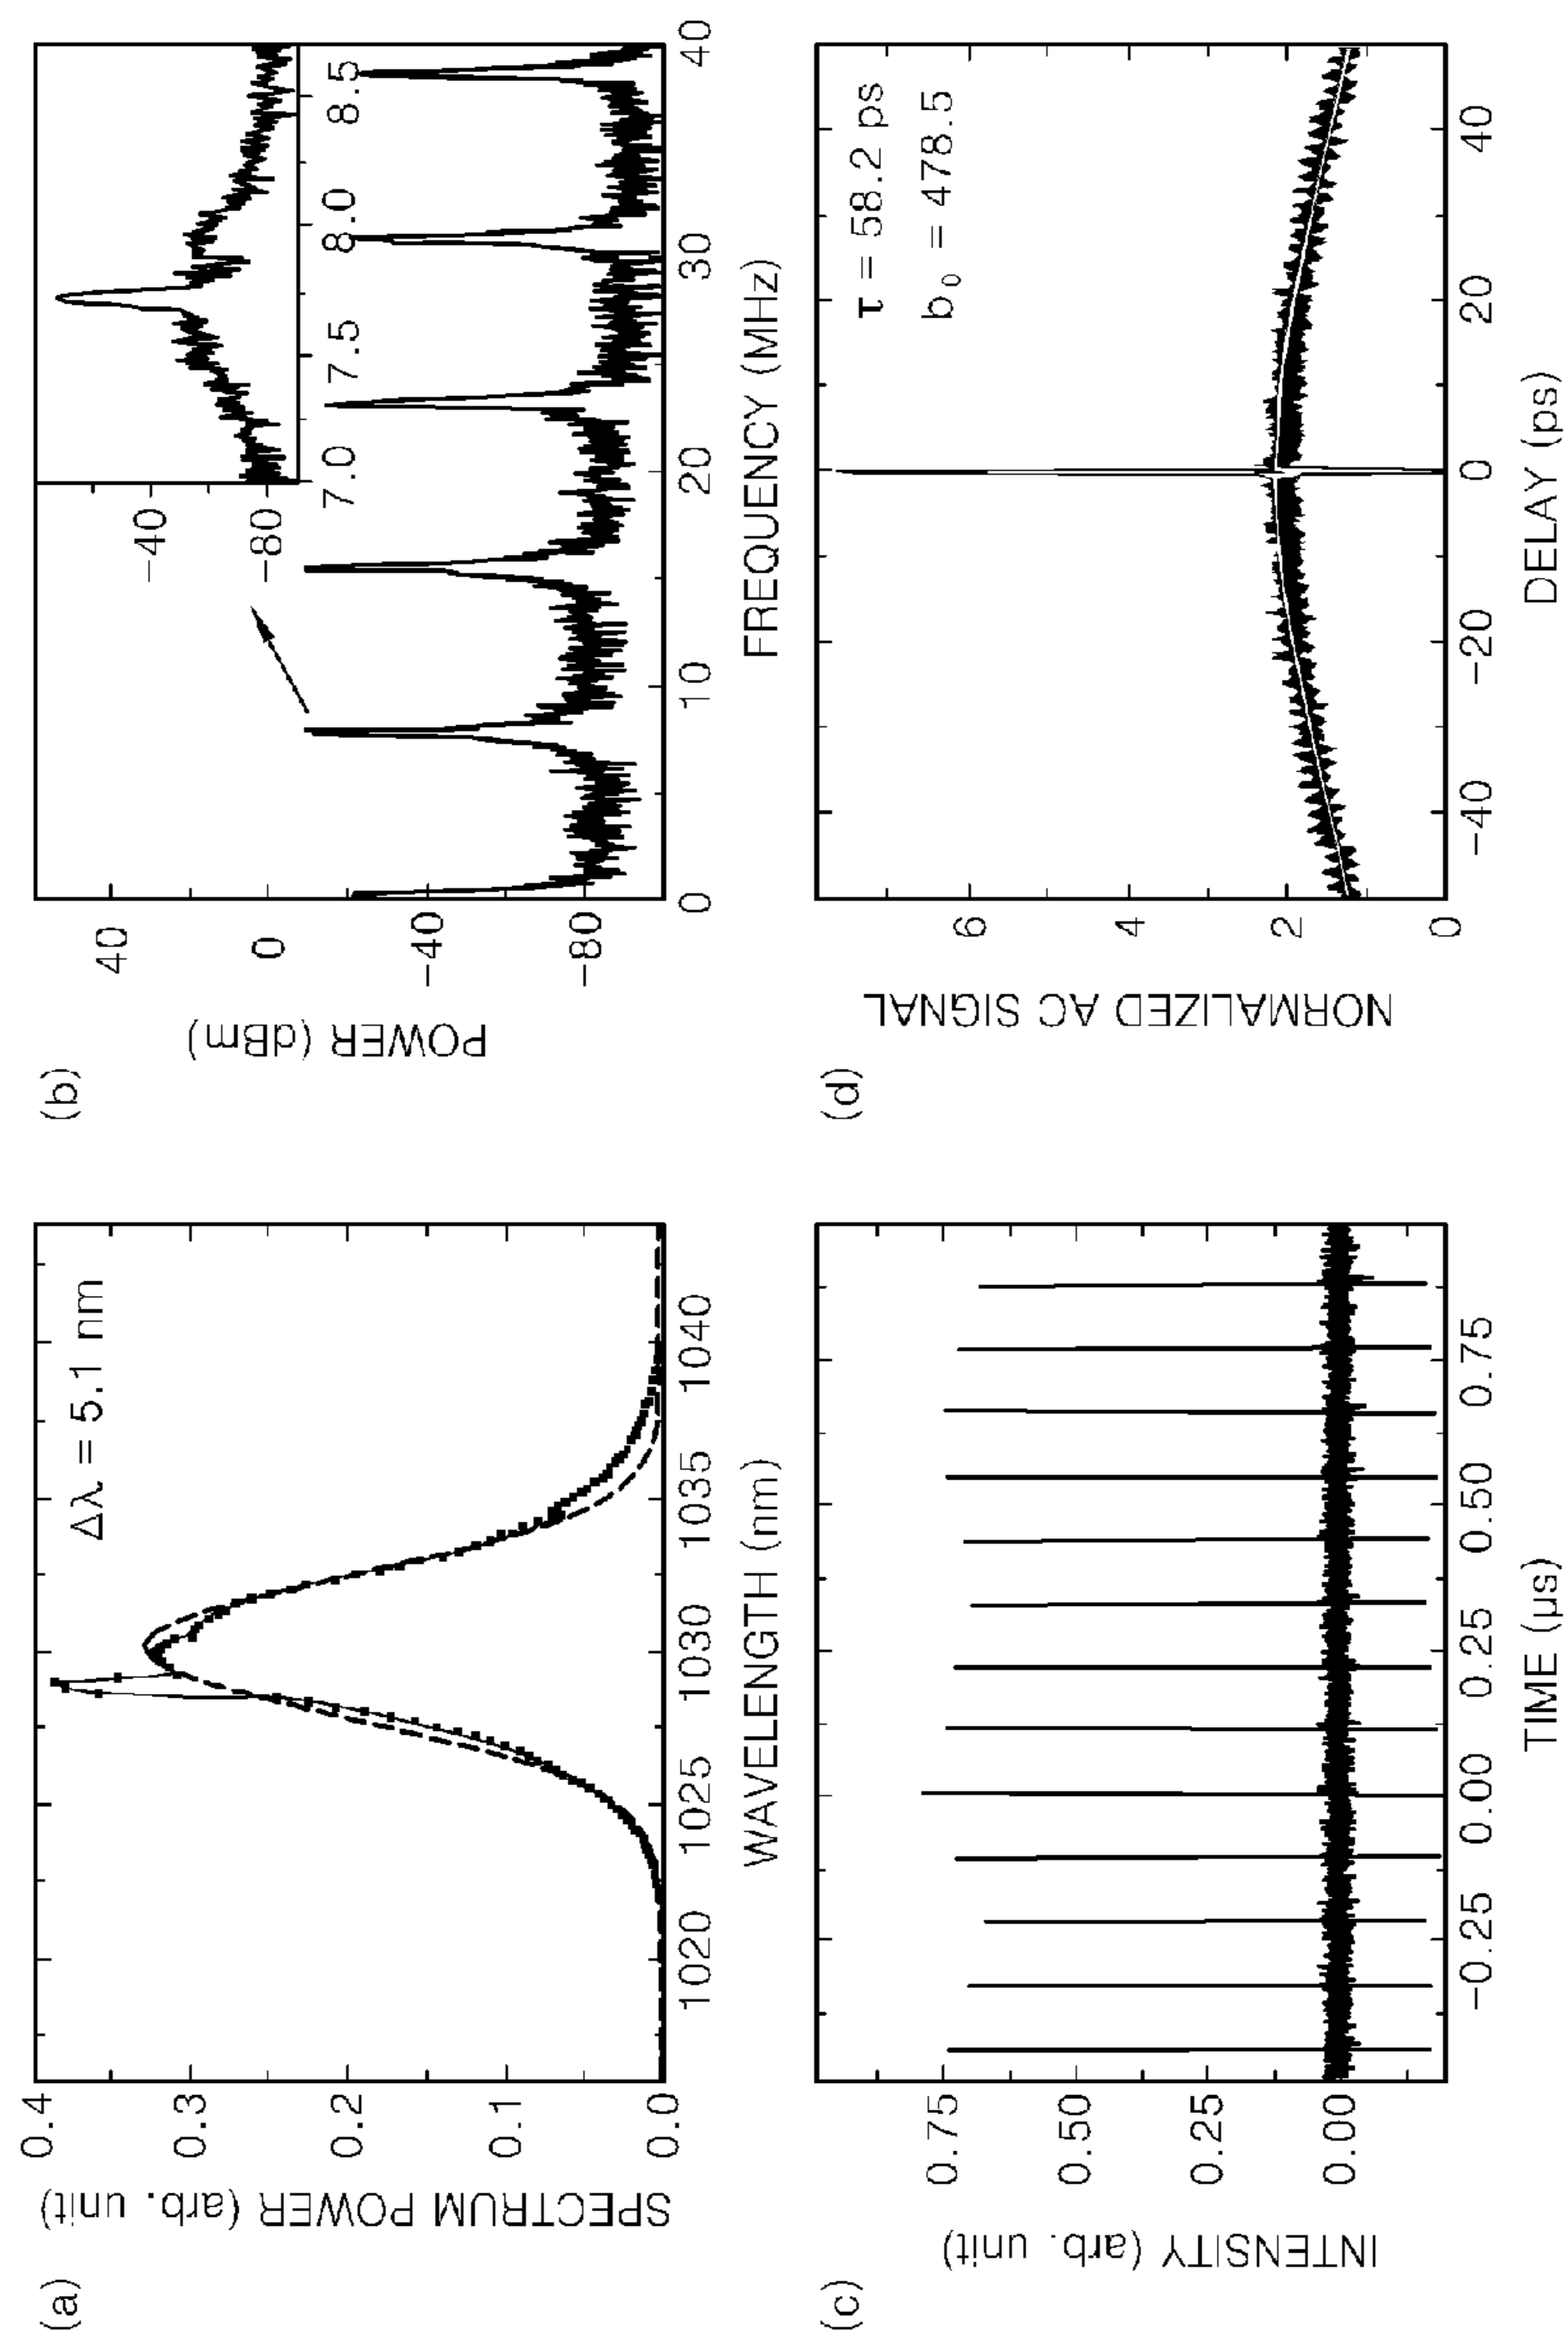 (a)
SPECTRUM POWER (arb. unit)
0.4
0.3
0.2
0.1
0.0
Δλ = 5.1 nm
1020 1025 1030 1035 1040
WAVELENGTH (nm)
(b)
POWER (dBm)
40
0
−40
−80
−40
−80
7.0 7.5 8.0 8.5
0 10 20 30 40
FREQUENCY (MHz)
(c)
INTENSITY (arb. unit)
0.75
0.50
0.25
0.00
−0.25 0.00 0.25 0.50 0.75
TIME (µs)
(d)
NORMALIZED AC SIGNAL
6
4
2
0
τ = 58.2 ps
b₀ = 478.5
−40 −20 0 20 40
DELAY (ps)